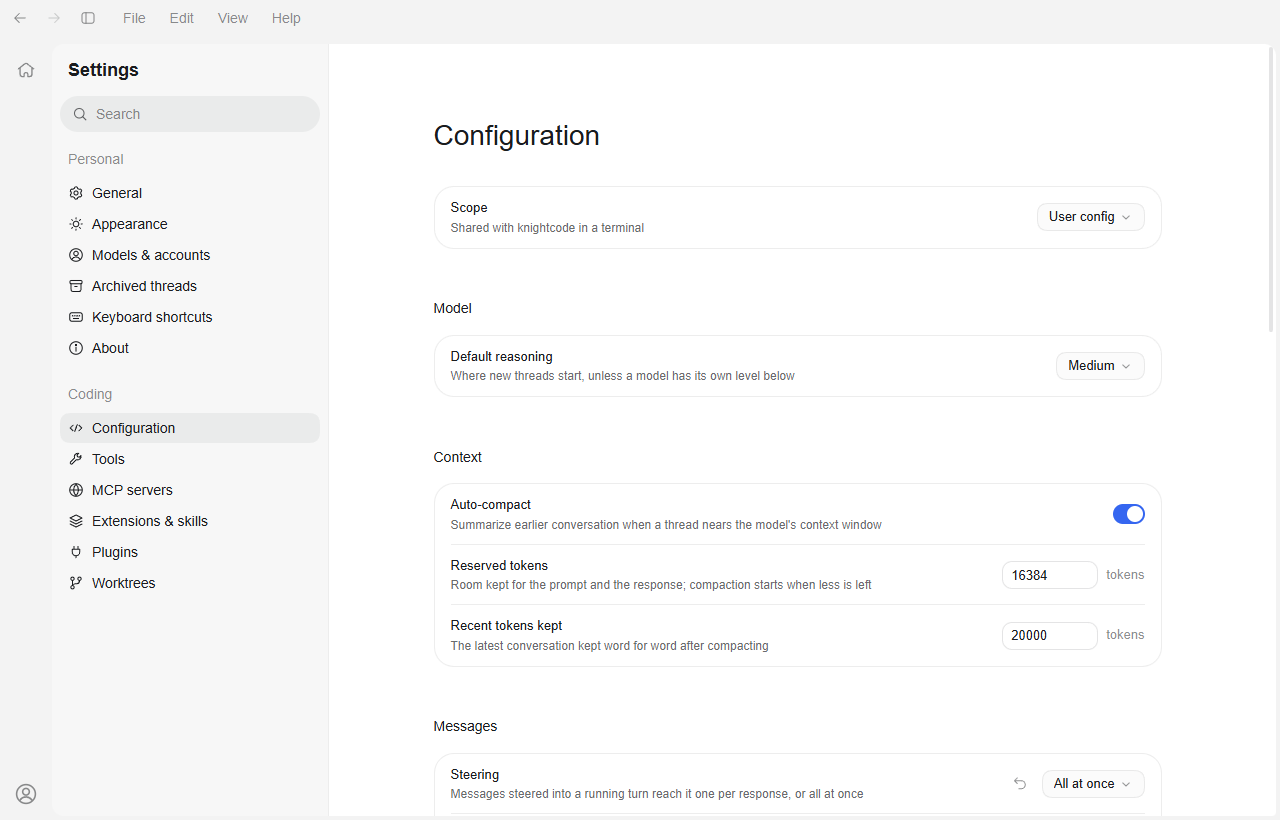 File Edit View Help
Settings
Search
Personal
General
Appearance
Models & accounts
Archived threads
Keyboard shortcuts
About
Coding
Configuration
Tools
MCP servers
Extensions & skills
Plugins
Worktrees
Configuration
Scope
Shared with knightcode in a terminal
User config
Model
Default reasoning
Where new threads start, unless a model has its own level below
Medium
Context
Auto-compact
Summarize earlier conversation when a thread nears the model's context window
Reserved tokens
Room kept for the prompt and the response; compaction starts when less is left
16384 tokens
Recent tokens kept
The latest conversation kept word for word after compacting
20000 tokens
Messages
Steering
Messages steered into a running turn reach it one per response, or all at once
All at once